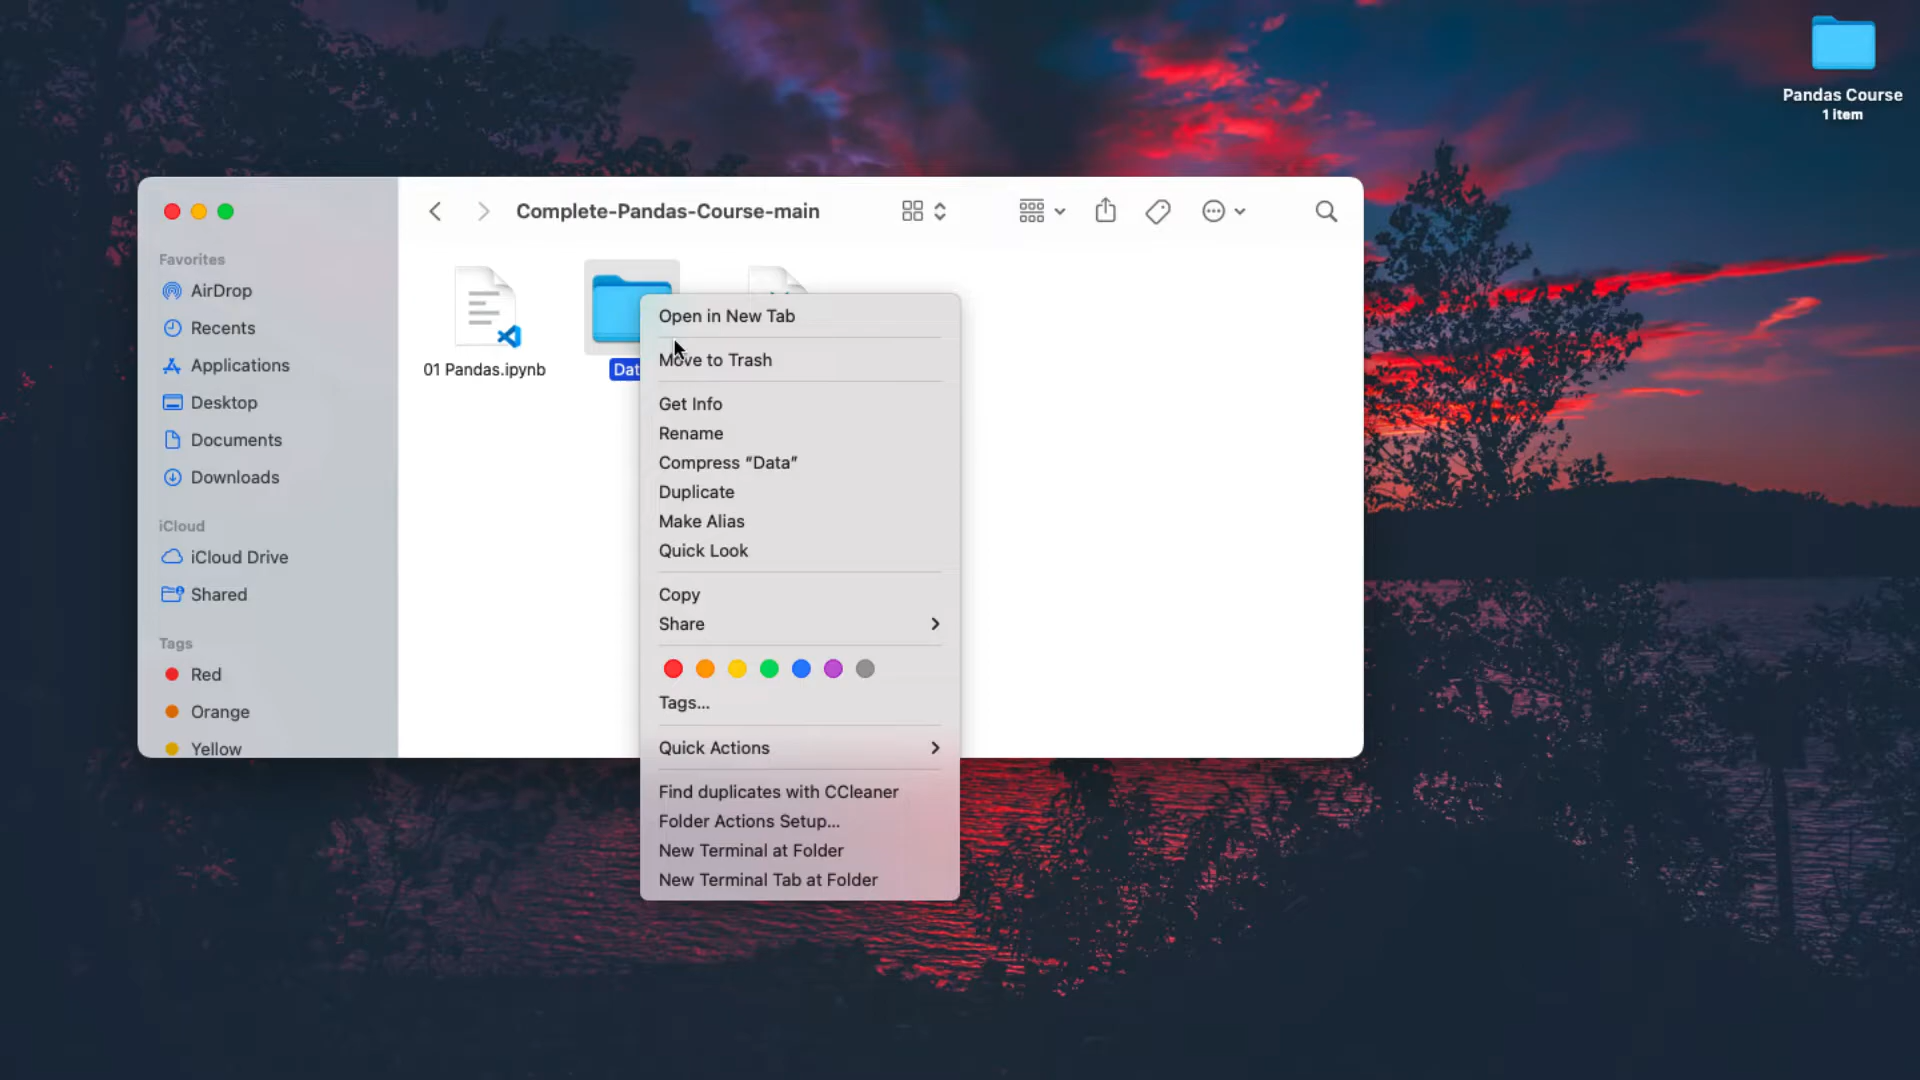 Pandas Course
1 item
Complete-Pandas-Course-main
Favorites
AirDrop
Recents
Applications
Desktop
Documents
Downloads
iCloud
iCloud Drive
Shared
Tags
Red
Orange
Yellow
01 Pandas.ipynb
Dat
Open in New Tab
Move to Trash
Get Info
Rename
Compress “Data”
Duplicate
Make Alias
Quick Look
Copy
Share
Tags...
Quick Actions
Find duplicates with CCleaner
Folder Actions Setup...
New Terminal at Folder
New Terminal Tab at Folder